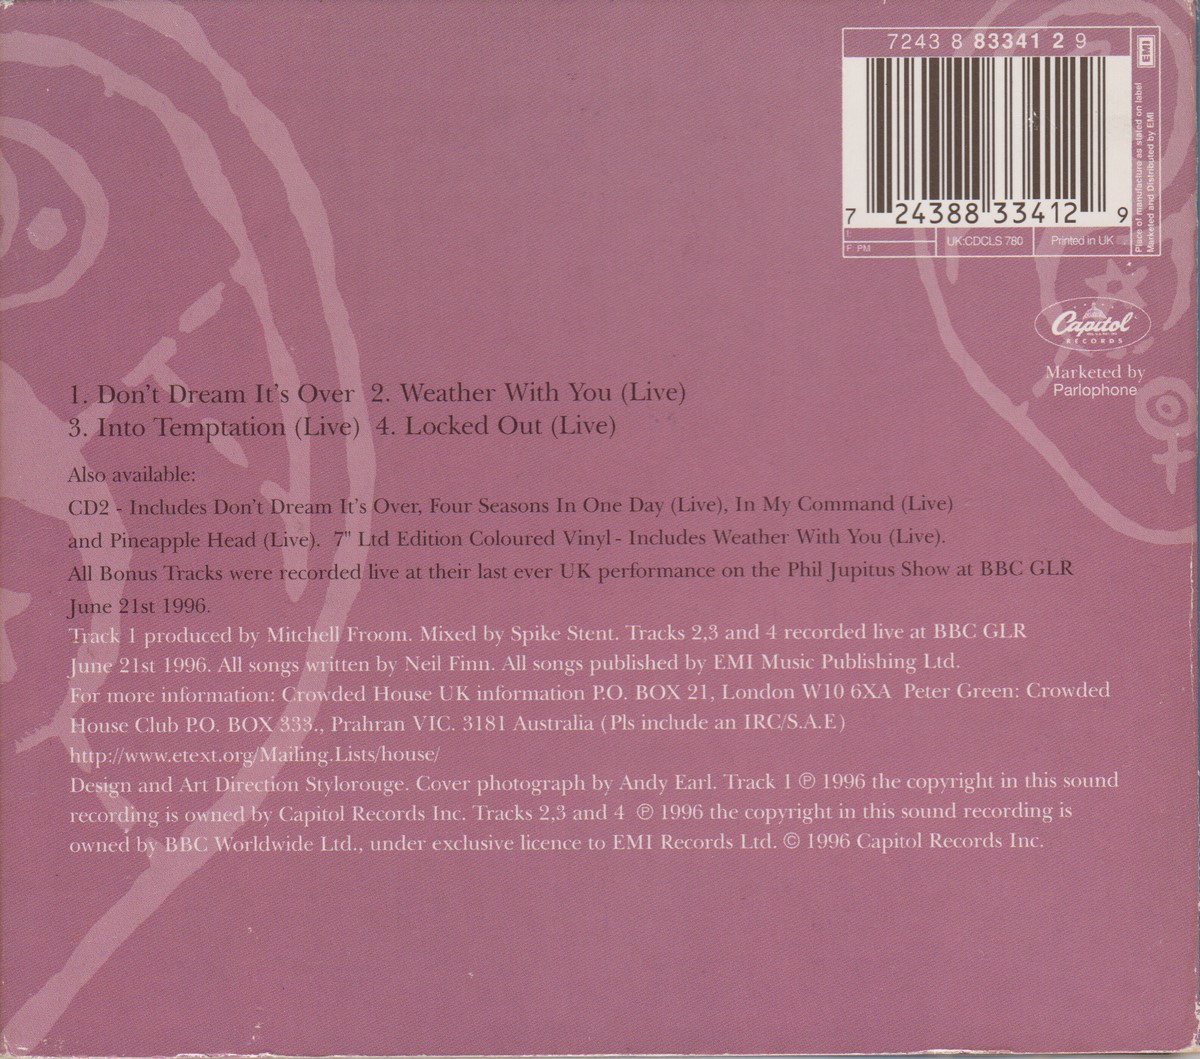 7243 8 83341 2 9
EMI
Place of manufacture as stated on label
Marketed and Distributed by EMI
7 24388 33412 9
F: PM
UK:CDCLS 780
Printed in UK
Capitol
RECORDS
Marketed by
Parlophone
1. Don't Dream It's Over 2. Weather With You (Live)
3. Into Temptation (Live) 4. Locked Out (Live)
Also available:
CD2 - Includes Don't Dream It's Over, Four Seasons In One Day (Live), In My Command (Live)
and Pineapple Head (Live). 7" Ltd Edition Coloured Vinyl - Includes Weather With You (Live).
All Bonus Tracks were recorded live at their last ever UK performance on the Phil Jupitus Show at BBC GLR
June 21st 1996.
Track 1 produced by Mitchell Froom. Mixed by Spike Stent. Tracks 2,3 and 4 recorded live at BBC GLR
June 21st 1996. All songs written by Neil Finn. All songs published by EMI Music Publishing Ltd.
For more information: Crowded House UK information P.O. BOX 21, London W10 6XA Peter Green: Crowded
House Club P.O. BOX 333., Prahran VIC. 3181 Australia (Pls include an IRC/S.A.E)
http://www.etext.org/Mailing.Lists/house/
Design and Art Direction Stylorouge. Cover photograph by Andy Earl. Track 1 ℗ 1996 the copyright in this sound
recording is owned by Capitol Records Inc. Tracks 2,3 and 4 ℗ 1996 the copyright in this sound recording is
owned by BBC Worldwide Ltd., under exclusive licence to EMI Records Ltd. © 1996 Capitol Records Inc.